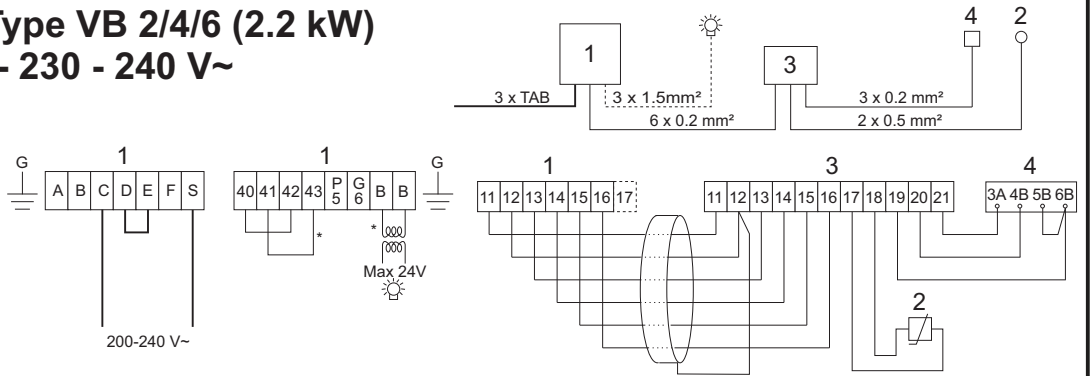 Type VB 2/4/6 (2.2 kW)
- 230 - 240 V~
1
3
4
2
3 x TAB
3 x 1.5mm²
6 x 0.2 mm²
3 x 0.2 mm²
2 x 0.5 mm²
G
1
A B C D E F S
200-240 V~
1
G
40 41 42 43 P5 G6 B B
*
*
Max 24V
1
11 12 13 14 15 16 17
3
11 12 13 14 15 16 17 18 19 20 21
4
3A 4B 5B 6B
2